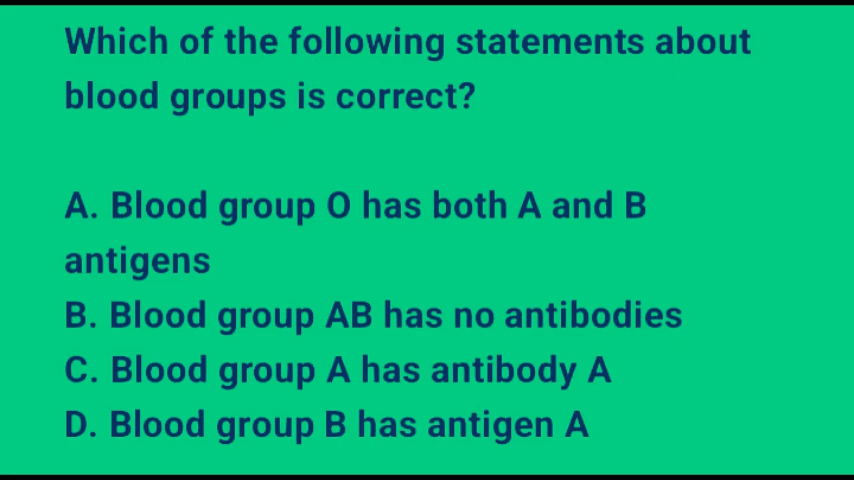 Which of the following statements about
blood groups is correct?
A. Blood group O has both A and B
antigens
B. Blood group AB has no antibodies
C. Blood group A has antibody A
D. Blood group B has antigen A